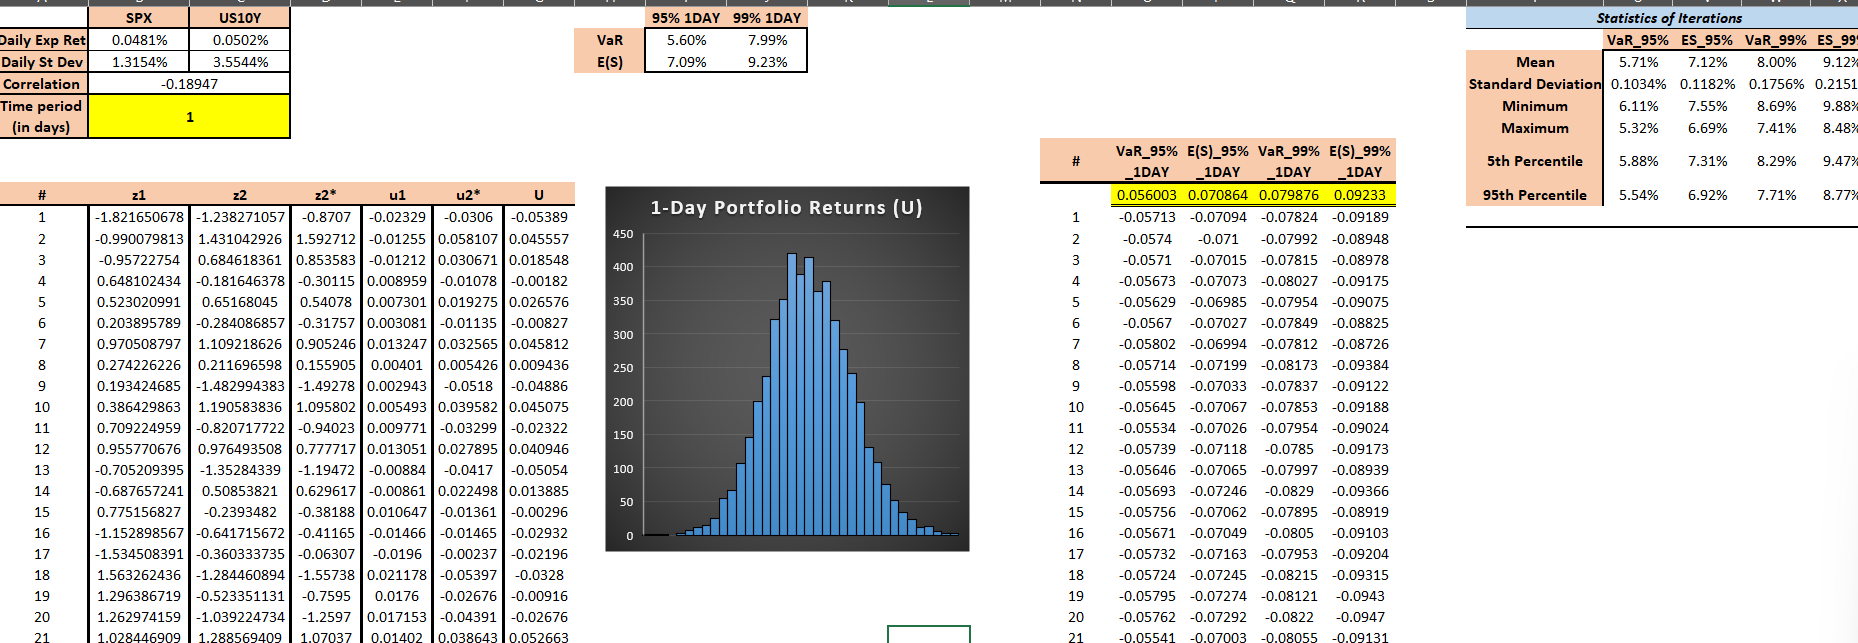 SPX US10Y
Daily Exp Ret 0.0481% 0.0502%
Daily St Dev 1.3154% 3.5544%
Correlation -0.18947
Time period (in days) 1
95% 1DAY 99% 1DAY
VaR 5.60% 7.99%
E(S) 7.09% 9.23%
Statistics of Iterations
VaR_95% ES_95% VaR_99% ES_99
Mean 5.71% 7.12% 8.00% 9.12%
Standard Deviation 0.1034% 0.1182% 0.1756% 0.2151
Minimum 6.11% 7.55% 8.69% 9.88%
Maximum 5.32% 6.69% 7.41% 8.48%
5th Percentile 5.88% 7.31% 8.29% 9.47%
95th Percentile 5.54% 6.92% 7.71% 8.77%
# z1 z2 z2* u1 u2* U
1 -1.821650678 -1.238271057 -0.8707 -0.02329 -0.0306 -0.05389
2 -0.990079813 1.431042926 1.592712 -0.01255 0.058107 0.045557
3 -0.95722754 0.684618361 0.853583 -0.01212 0.030671 0.018548
4 0.648102434 -0.181646378 -0.30115 0.008959 -0.01078 -0.00182
5 0.523020991 0.65168045 0.54078 0.007301 0.019275 0.026576
6 0.203895789 -0.284086857 -0.31757 0.003081 -0.01135 -0.00827
7 0.970508797 1.109218626 0.905246 0.013247 0.032565 0.045812
8 0.274226226 0.211696598 0.155905 0.00401 0.005426 0.009436
9 0.193424685 -1.482994383 -1.49278 0.002943 -0.0518 -0.04886
10 0.386429863 1.190583836 1.095802 0.005493 0.039582 0.045075
11 0.709224959 -0.820717722 -0.94023 0.009771 -0.03299 -0.02322
12 0.955770676 0.976493508 0.777717 0.013051 0.027895 0.040946
13 -0.705209395 -1.35284339 -1.19472 -0.00884 -0.0417 -0.05054
14 -0.687657241 0.50853821 0.629617 -0.00861 0.022498 0.013885
15 0.775156827 -0.2393482 -0.38188 0.010647 -0.01361 -0.00296
16 -1.152898567 -0.641715672 -0.41165 -0.01466 -0.01465 -0.02932
17 -1.534508391 -0.360333735 -0.06307 -0.0196 -0.00237 -0.02196
18 1.563262436 -1.284460894 -1.55738 0.021178 -0.05397 -0.0328
19 1.296386719 -0.523351131 -0.7595 0.0176 -0.02676 -0.00916
20 1.262974159 -1.039224734 -1.2597 0.017153 -0.04391 -0.02676
21 1.028446909 1.288569409 1.07037 0.01402 0.038643 0.052663
1-Day Portfolio Returns (U)
450
400
350
300
250
200
150
100
50
0
# VaR_95% _1DAY E(S)_95% _1DAY VaR_99% _1DAY E(S)_99% _1DAY
0.056003 0.070864 0.079876 0.09233
1 -0.05713 -0.07094 -0.07824 -0.09189
2 -0.0574 -0.071 -0.07992 -0.08948
3 -0.0571 -0.07015 -0.07815 -0.08978
4 -0.05673 -0.07073 -0.08027 -0.09175
5 -0.05629 -0.06985 -0.07954 -0.09075
6 -0.0567 -0.07027 -0.07849 -0.08825
7 -0.05802 -0.06994 -0.07812 -0.08726
8 -0.05714 -0.07199 -0.08173 -0.09384
9 -0.05598 -0.07033 -0.07837 -0.09122
10 -0.05645 -0.07067 -0.07853 -0.09188
11 -0.05534 -0.07026 -0.07954 -0.09024
12 -0.05739 -0.07118 -0.0785 -0.09173
13 -0.05646 -0.07065 -0.07997 -0.08939
14 -0.05693 -0.07246 -0.0829 -0.09366
15 -0.05756 -0.07062 -0.07895 -0.08919
16 -0.05671 -0.07049 -0.0805 -0.09103
17 -0.05732 -0.07163 -0.07953 -0.09204
18 -0.05724 -0.07245 -0.08215 -0.09315
19 -0.05795 -0.07274 -0.08121 -0.0943
20 -0.05762 -0.07292 -0.0822 -0.0947
21 -0.05541 -0.07003 -0.08055 -0.09131